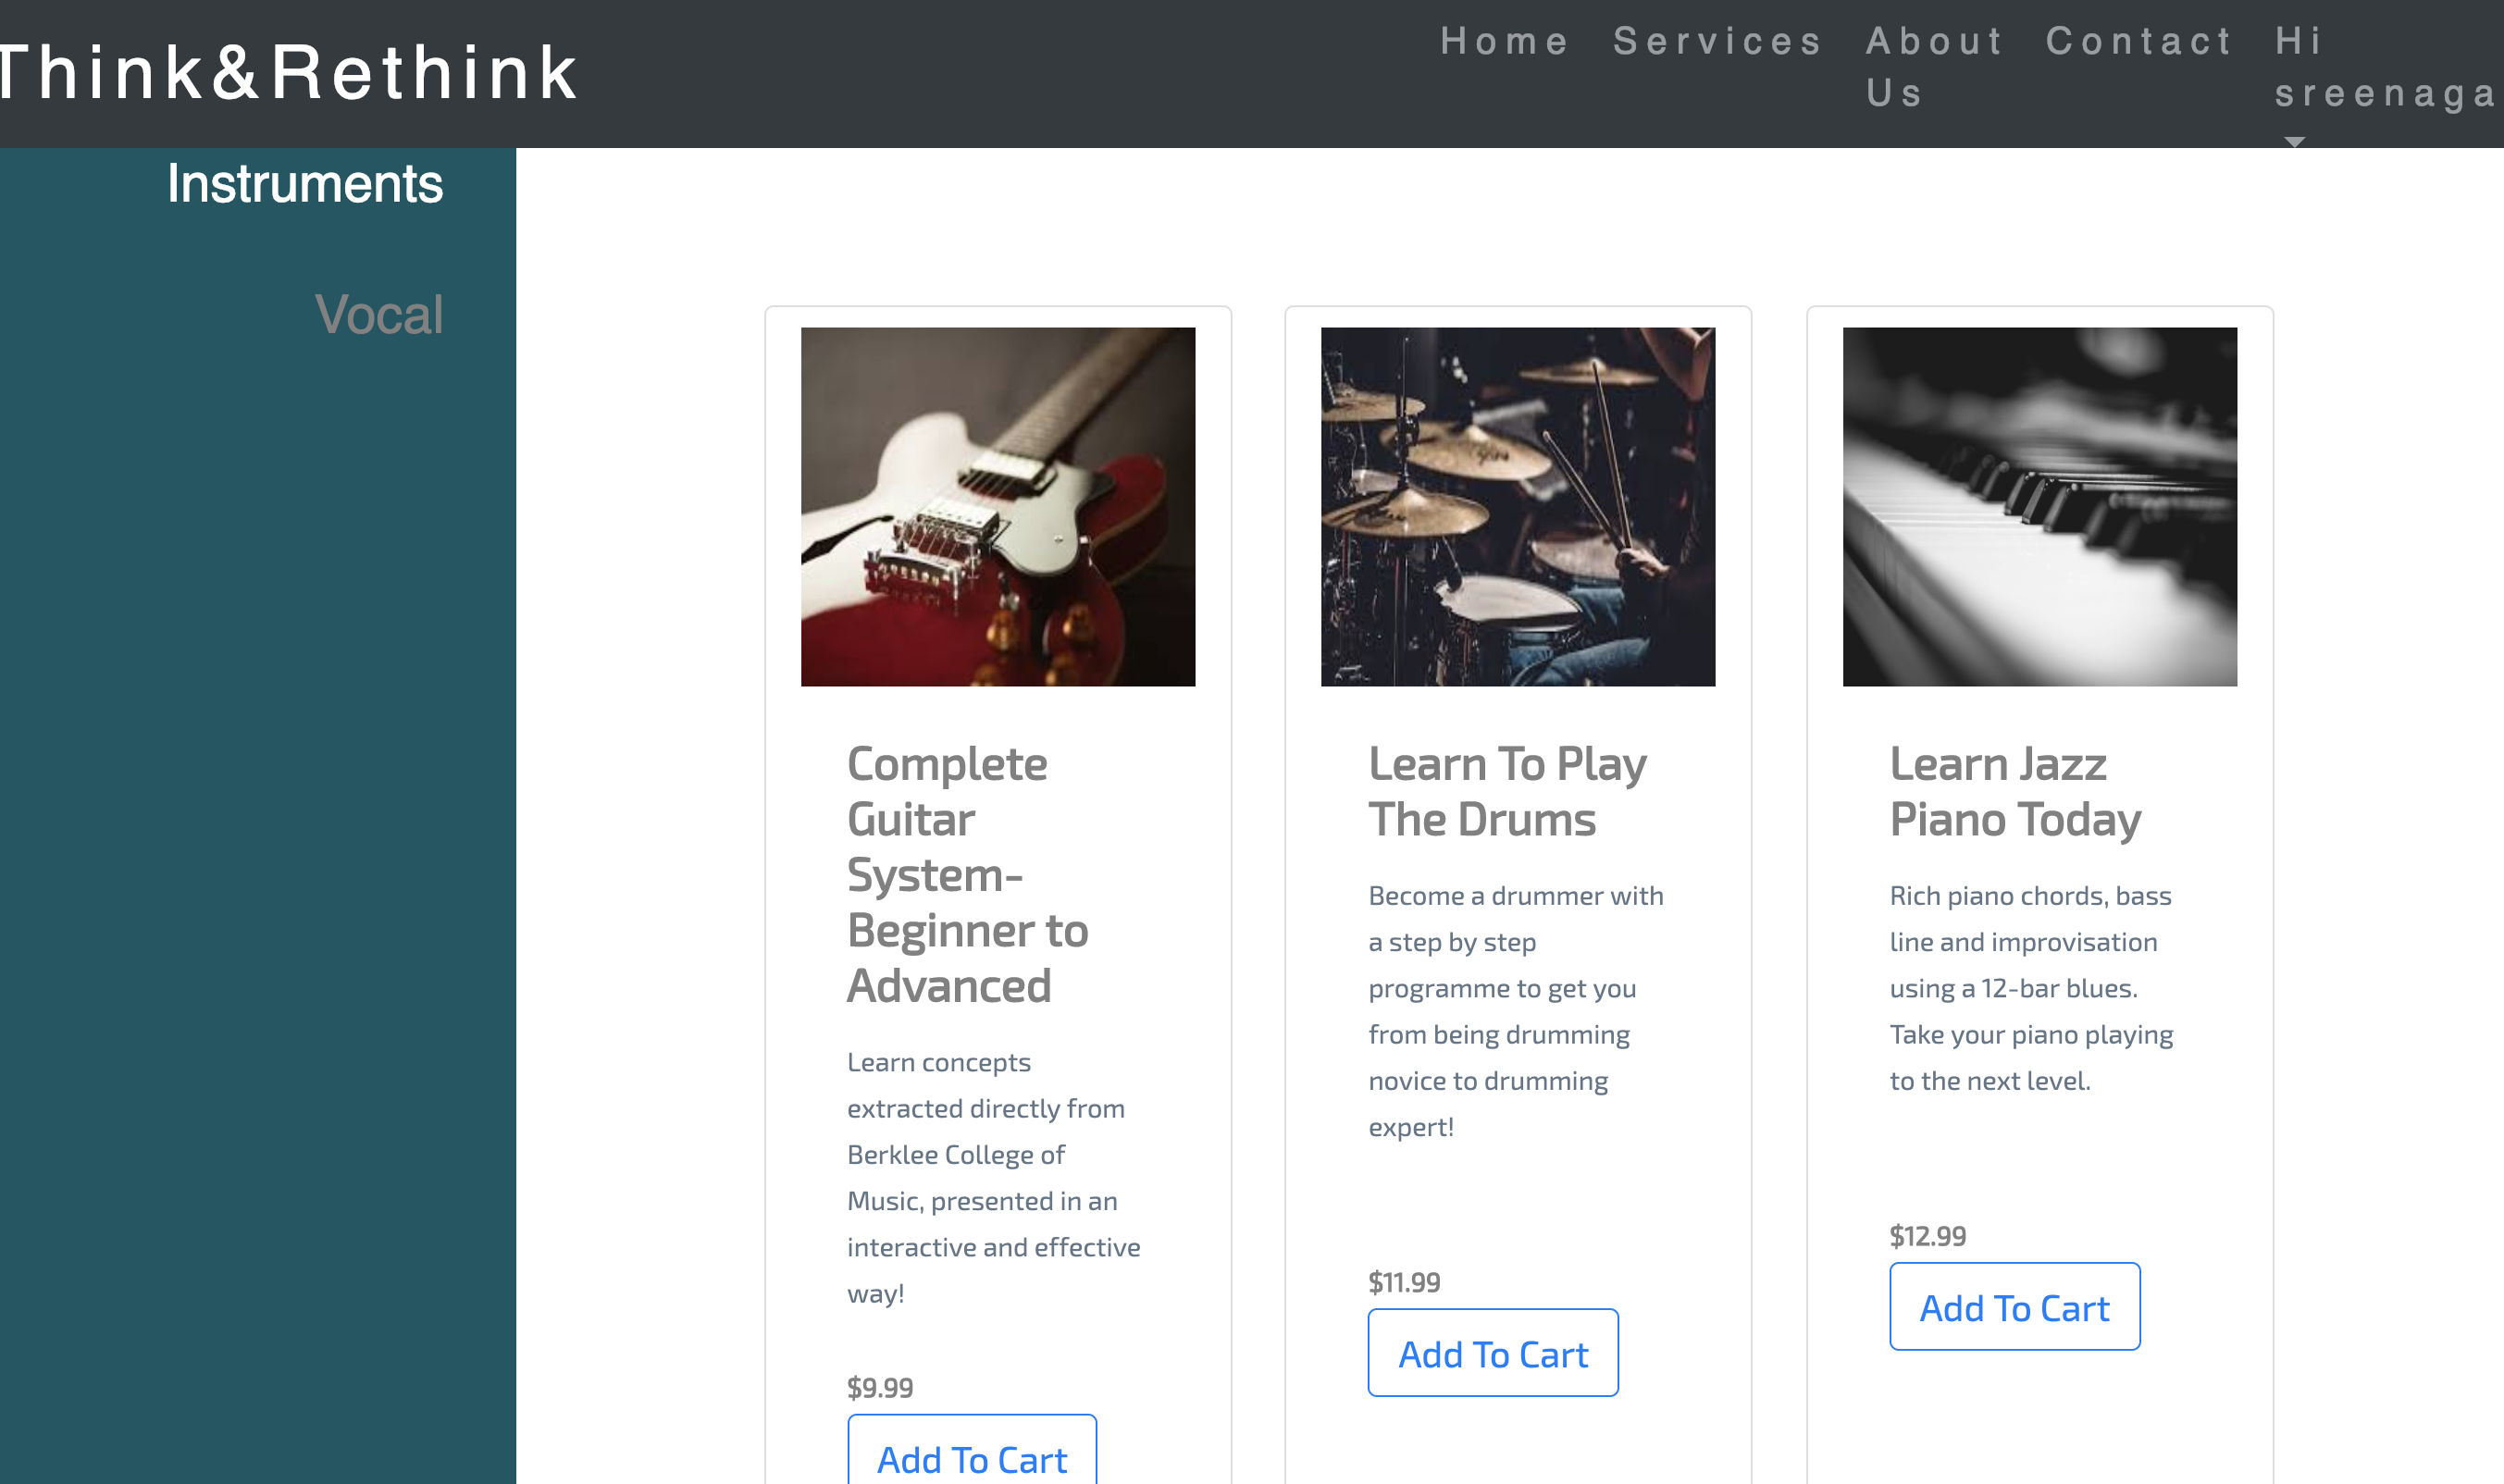 Think&Rethink
Home Services About Us Contact Hi sreenaga
Instruments
Vocal
Complete
Guitar
System-
Beginner to
Advanced
Learn concepts
extracted directly from
Berklee College of
Music, presented in an
interactive and effective
way!
$9.99
Add To Cart
Learn To Play
The Drums
Become a drummer with
a step by step
programme to get you
from being drumming
novice to drumming
expert!
$11.99
Add To Cart
Learn Jazz
Piano Today
Rich piano chords, bass
line and improvisation
using a 12-bar blues.
Take your piano playing
to the next level.
$12.99
Add To Cart